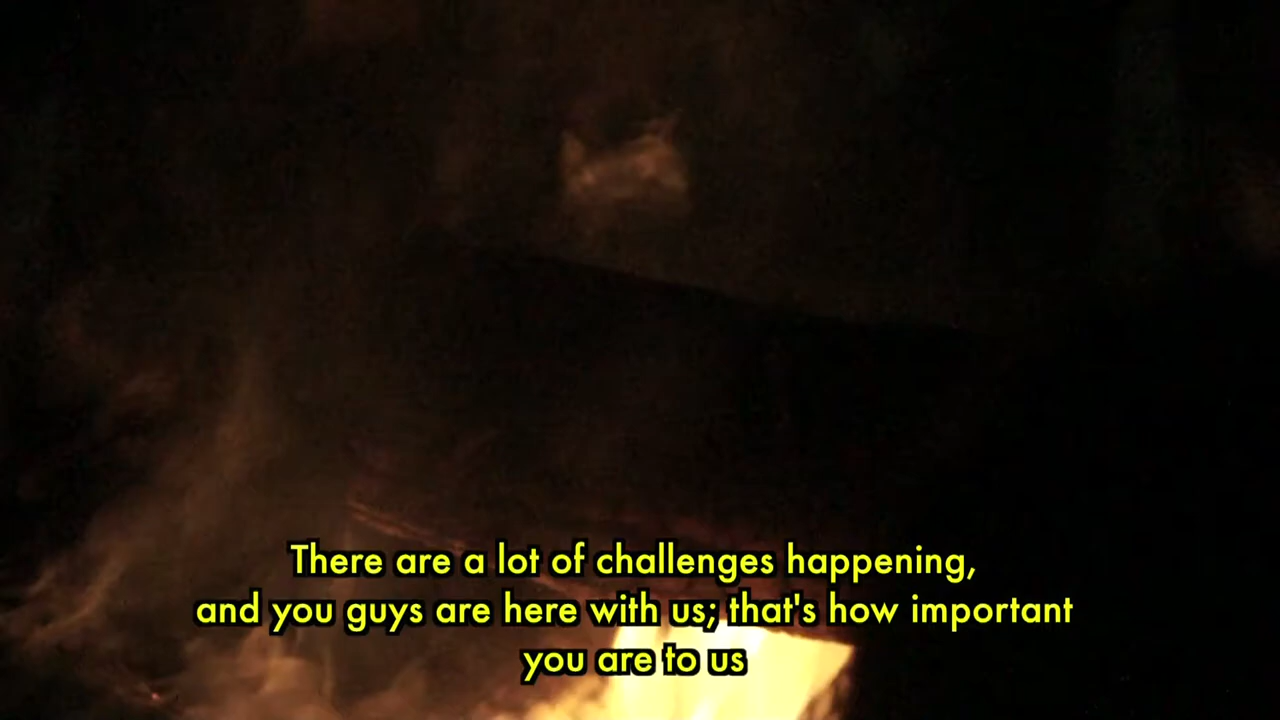 There are a lot of challenges happening,
and you guys are here with us; that's how important
you are to us